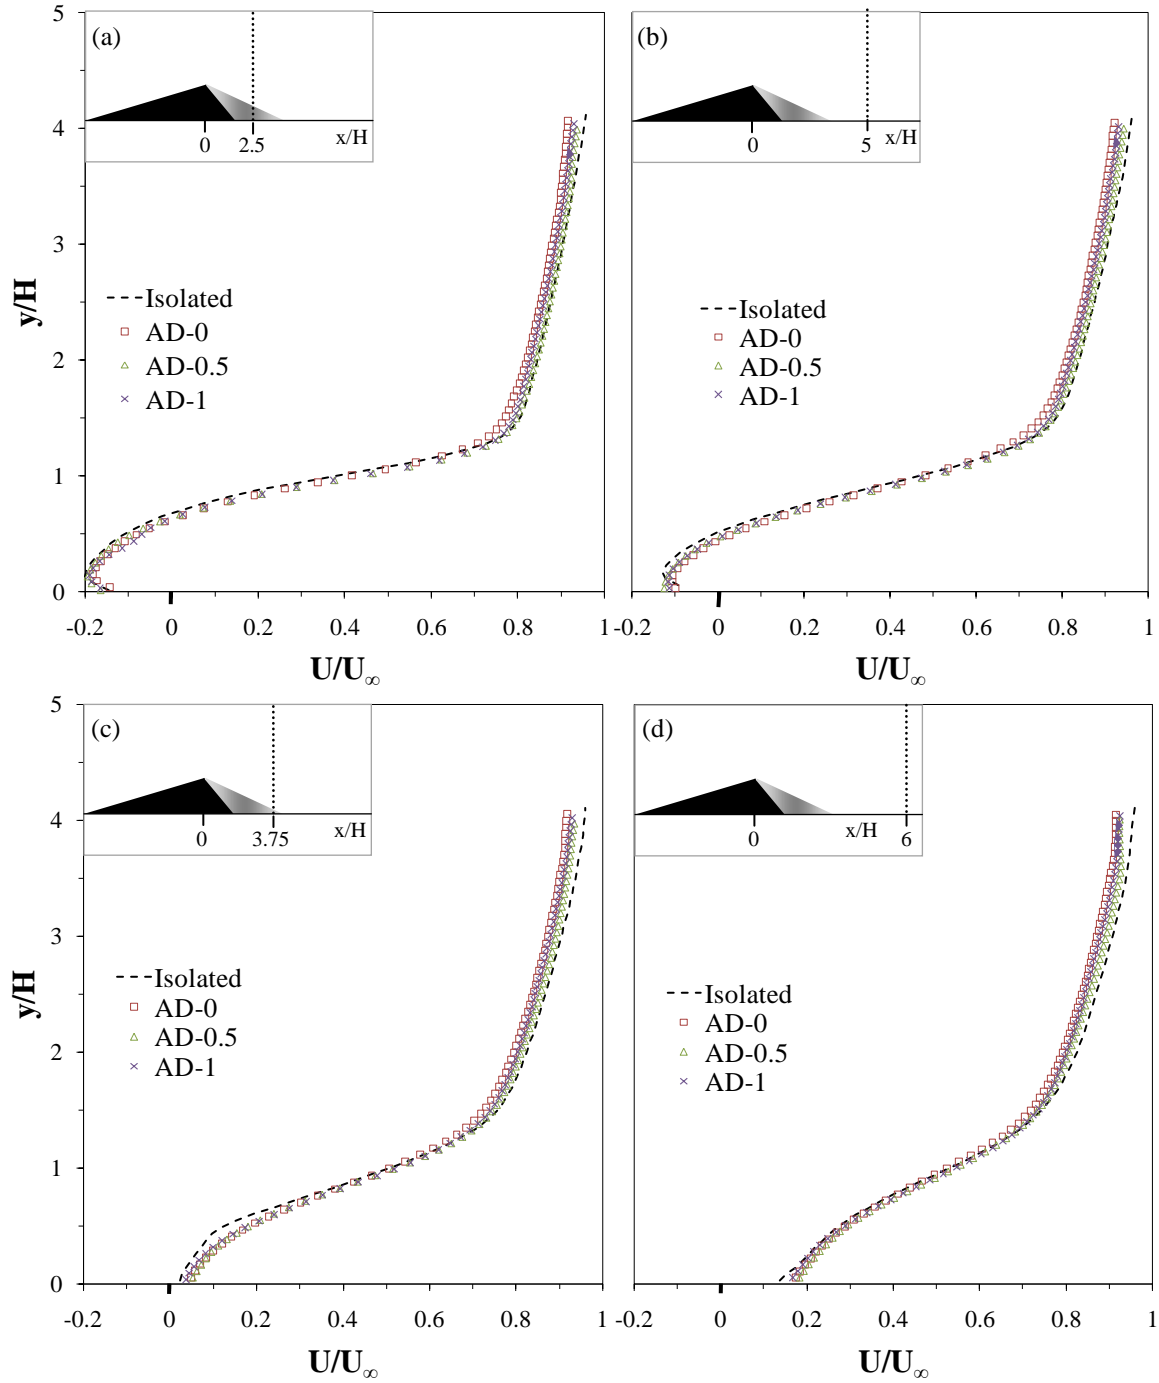 (a)
0 2.5 x/H
5
4
3
2
1
0
y/H
Isolated
AD-0
AD-0.5
AD-1
-0.2 0 0.2 0.4 0.6 0.8 1
U/U∞
(b)
0 5 x/H
Isolated
AD-0
AD-0.5
AD-1
-0.2 0 0.2 0.4 0.6 0.8 1
U/U∞
(c)
0 3.75 x/H
5
4
3
2
1
0
y/H
Isolated
AD-0
AD-0.5
AD-1
-0.2 0 0.2 0.4 0.6 0.8 1
U/U∞
(d)
0 x/H 6
Isolated
AD-0
AD-0.5
AD-1
-0.2 0 0.2 0.4 0.6 0.8 1
U/U∞